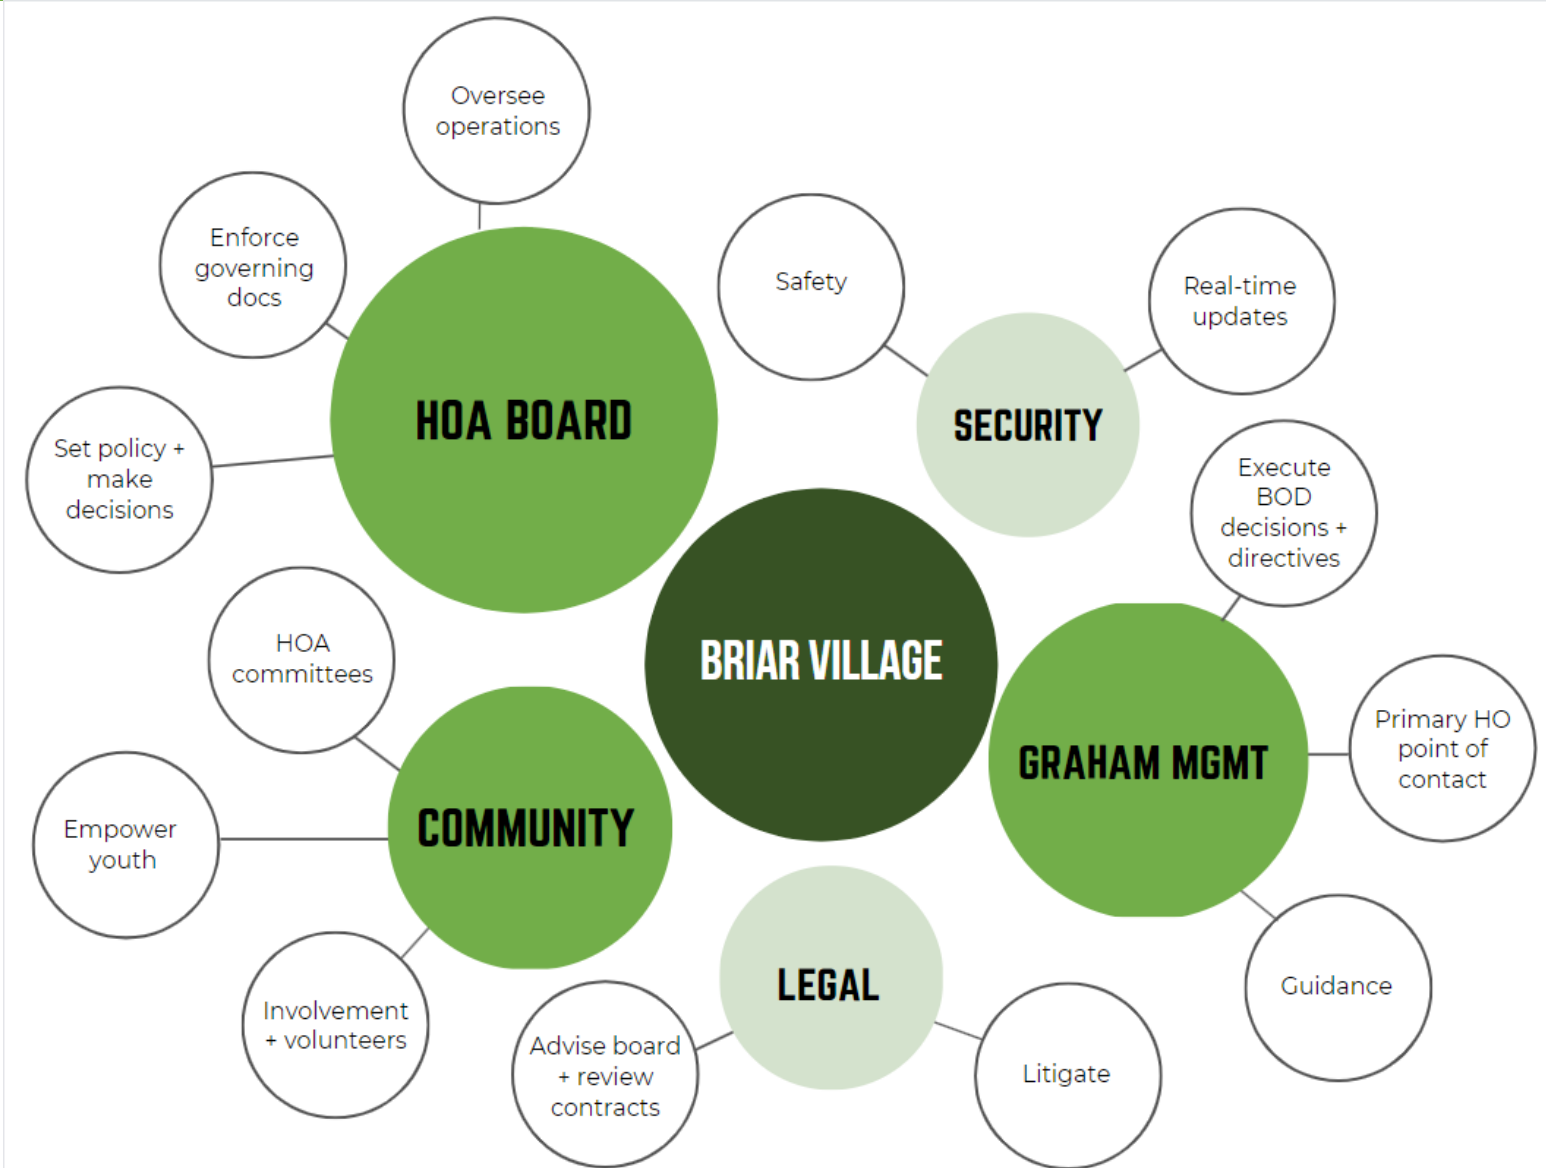 Oversee
operations
Enforce
governing
docs
Set policy +
make
decisions
HOA BOARD
Safety
Real-time
updates
SECURITY
Execute
BOD
decisions +
directives
BRIAR VILLAGE
HOA
committees
Empower
youth
COMMUNITY
Involvement
+ volunteers
GRAHAM MGMT
Primary HO
point of
contact
Guidance
LEGAL
Advise board
+ review
contracts
Litigate